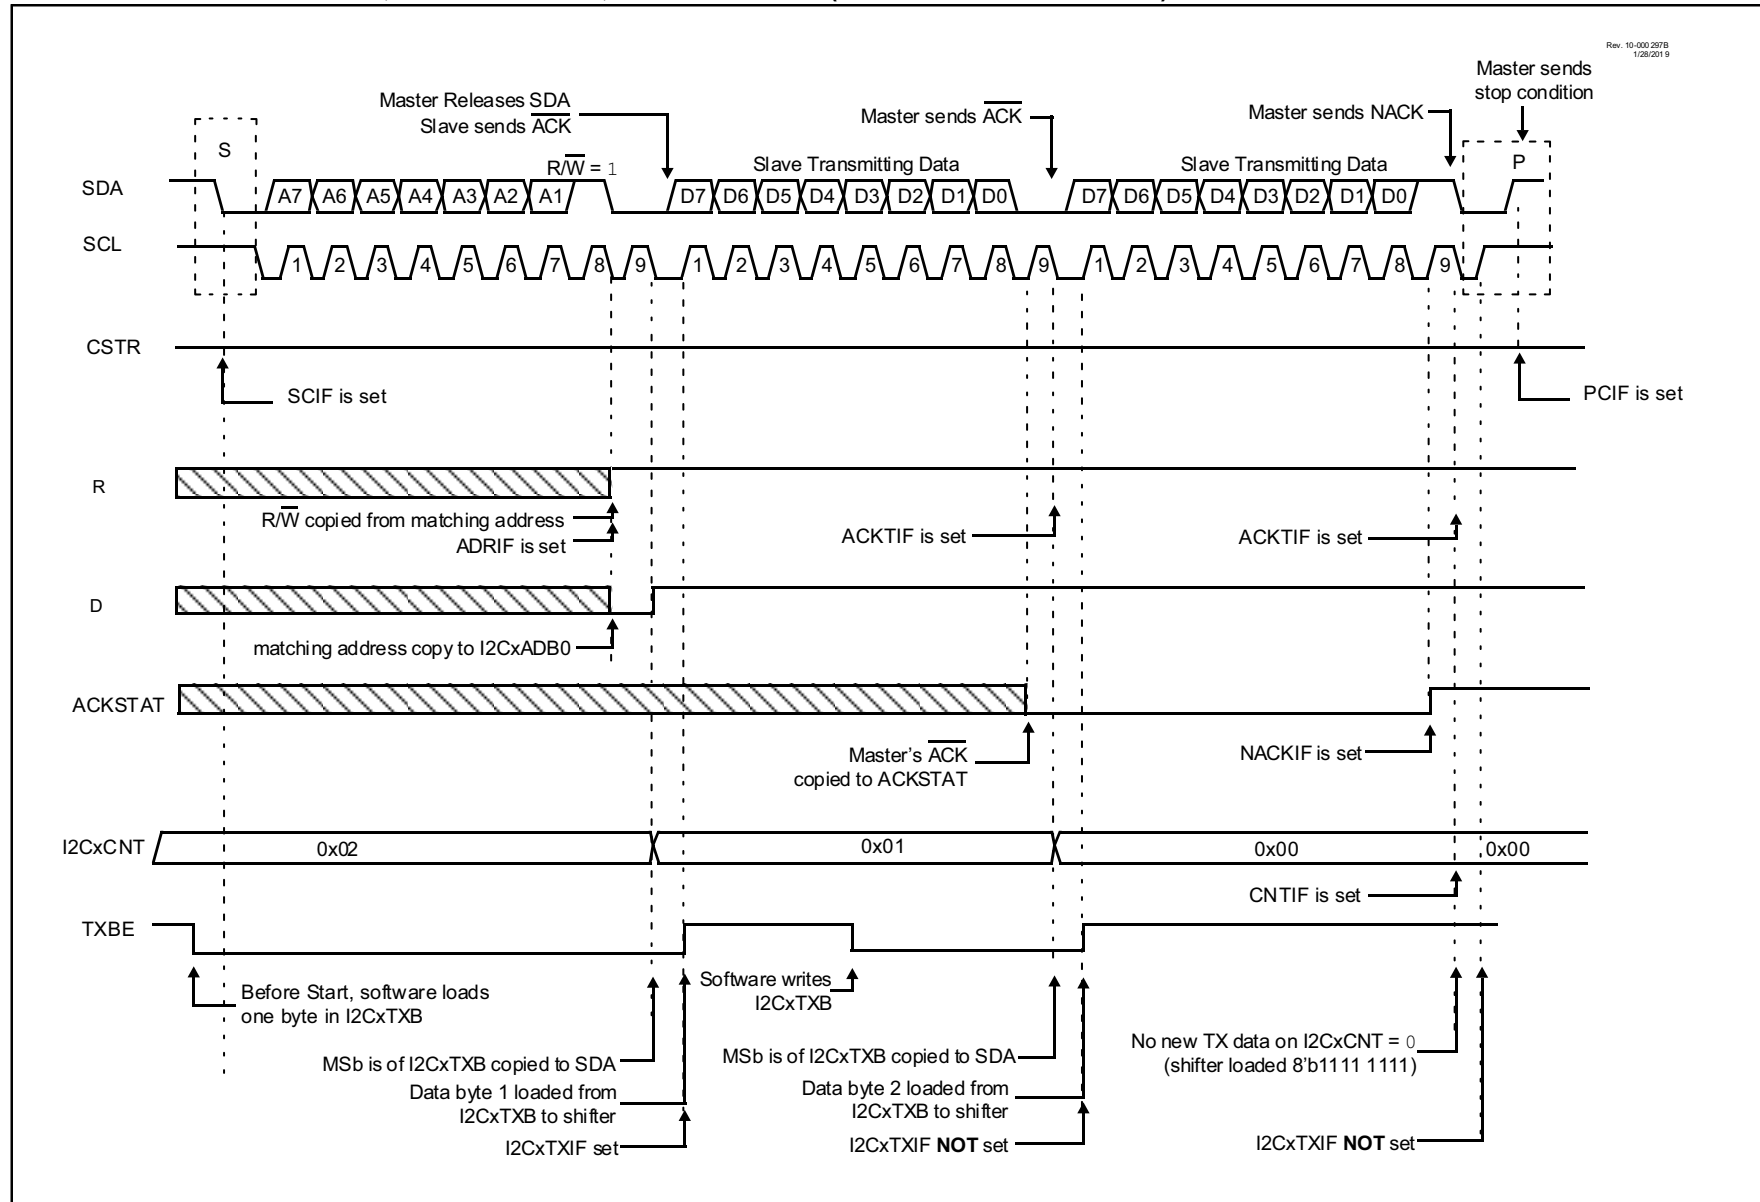 Rev. 10-000 297B
1/28/201 9
Master sends
stop condition
Master Releases SDA
Slave sends ACK
Master sends ACK
Master sends NACK
S
R/W = 1
Slave Transmitting Data
Slave Transmitting Data
P
SDA
A7 A6 A5 A4 A3 A2 A1
D7 D6 D5 D4 D3 D2 D1 D0
D7 D6 D5 D4 D3 D2 D1 D0
SCL
1 2 3 4 5 6 7 8 9
1 2 3 4 5 6 7 8 9
1 2 3 4 5 6 7 8 9
CSTR
SCIF is set
PCIF is set
R
R/W copied from matching address
ADRIF is set
ACKTIF is set
ACKTIF is set
D
matching address copy to I2CxADB0
ACKSTAT
Master's ACK
copied to ACKSTAT
NACKIF is set
I2CxCNT
0x02
0x01
0x00
0x00
CNTIF is set
TXBE
Before Start, software loads
one byte in I2CxTXB
Software writes
I2CxTXB
MSb is of I2CxTXB copied to SDA
Data byte 1 loaded from
I2CxTXB to shifter
I2CxTXIF set
MSb is of I2CxTXB copied to SDA
Data byte 2 loaded from
I2CxTXB to shifter
I2CxTXIF NOT set
No new TX data on I2CxCNT = 0
(shifter loaded 8'b1111 1111)
I2CxTXIF NOT set